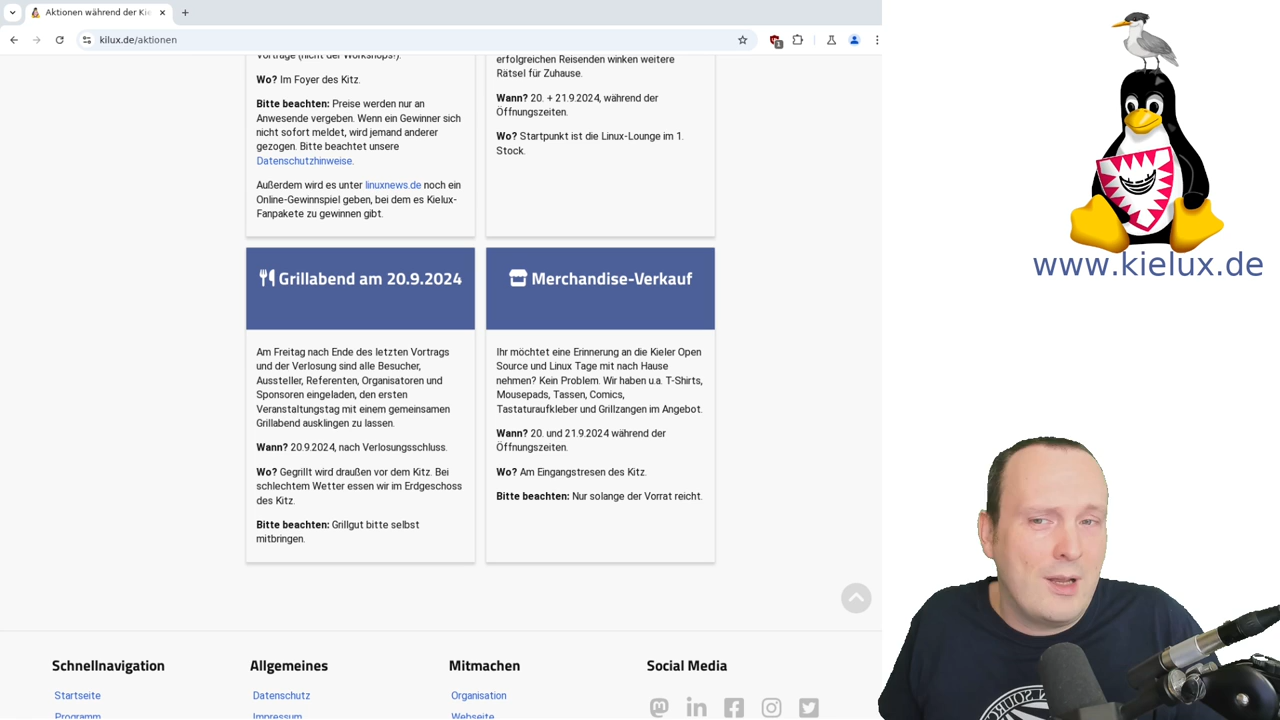 Aktionen während der Kie
kilux.de/aktionen
1
Vorträge (nicht der Workshops!).
Wo? Im Foyer des Kitz.
Bitte beachten: Preise werden nur an
Anwesende vergeben. Wenn ein Gewinner sich
nicht sofort meldet, wird jemand anderer
gezogen. Bitte beachtet unsere
Datenschutzhinweise.
Außerdem wird es unter linuxnews.de noch ein
Online-Gewinnspiel geben, bei dem es Kielux-
Fanpakete zu gewinnen gibt.
erfolgreichen Reisenden winken weitere
Rätsel für Zuhause.
Wann? 20. + 21.9.2024, während der
Öffnungszeiten.
Wo? Startpunkt ist die Linux-Lounge im 1.
Stock.
Grillabend am 20.9.2024
Am Freitag nach Ende des letzten Vortrags
und der Verlosung sind alle Besucher,
Aussteller, Referenten, Organisatoren und
Sponsoren eingeladen, den ersten
Veranstaltungstag mit einem gemeinsamen
Grillabend ausklingen zu lassen.
Wann? 20.9.2024, nach Verlosungsschluss.
Wo? Gegrillt wird draußen vor dem Kitz. Bei
schlechtem Wetter essen wir im Erdgeschoss
des Kitz.
Bitte beachten: Grillgut bitte selbst
mitbringen.
Merchandise-Verkauf
Ihr möchtet eine Erinnerung an die Kieler Open
Source und Linux Tage mit nach Hause
nehmen? Kein Problem. Wir haben u.a. T-Shirts,
Mousepads, Tassen, Comics,
Tastaturaufkleber und Grillzangen im Angebot.
Wann? 20. und 21.9.2024 während der
Öffnungszeiten.
Wo? Am Eingangstresen des Kitz.
Bitte beachten: Nur solange der Vorrat reicht.
Schnellnavigation
Startseite
Programm
Allgemeines
Datenschutz
Impressum
Mitmachen
Organisation
Webseite
Social Media
www.kielux.de